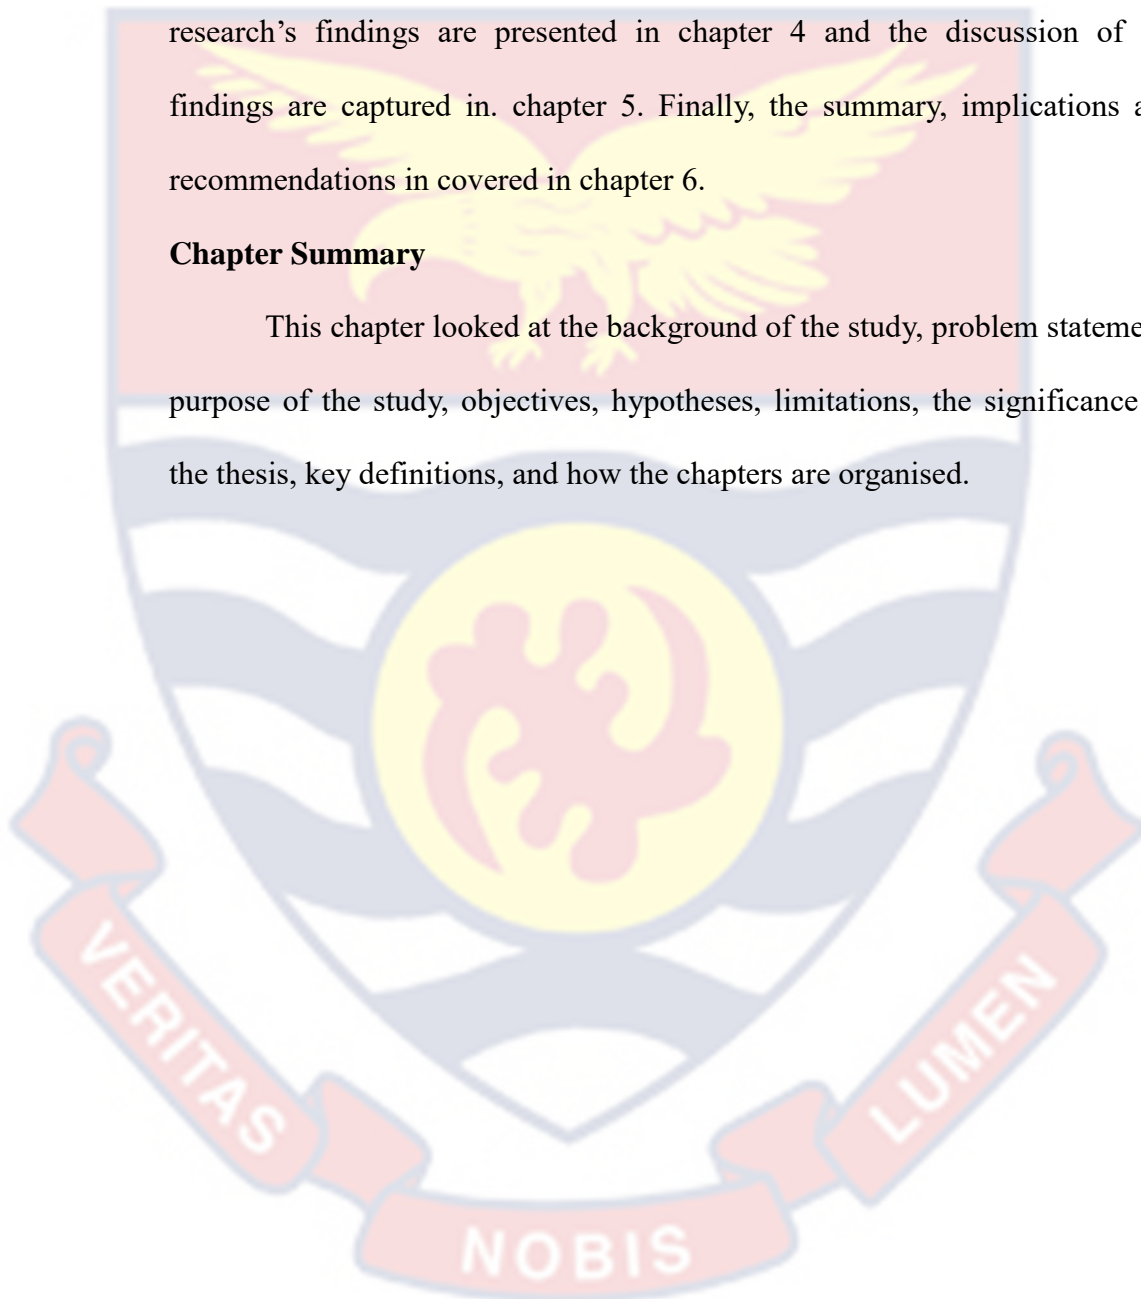 research’s findings are presented in chapter 4 and the discussion of
findings are captured in. chapter 5. Finally, the summary, implications a
recommendations in covered in chapter 6.
Chapter Summary
This chapter looked at the background of the study, problem stateme
purpose of the study, objectives, hypotheses, limitations, the significance
the thesis, key definitions, and how the chapters are organised.
VERITAS
NOBIS
LUMEN